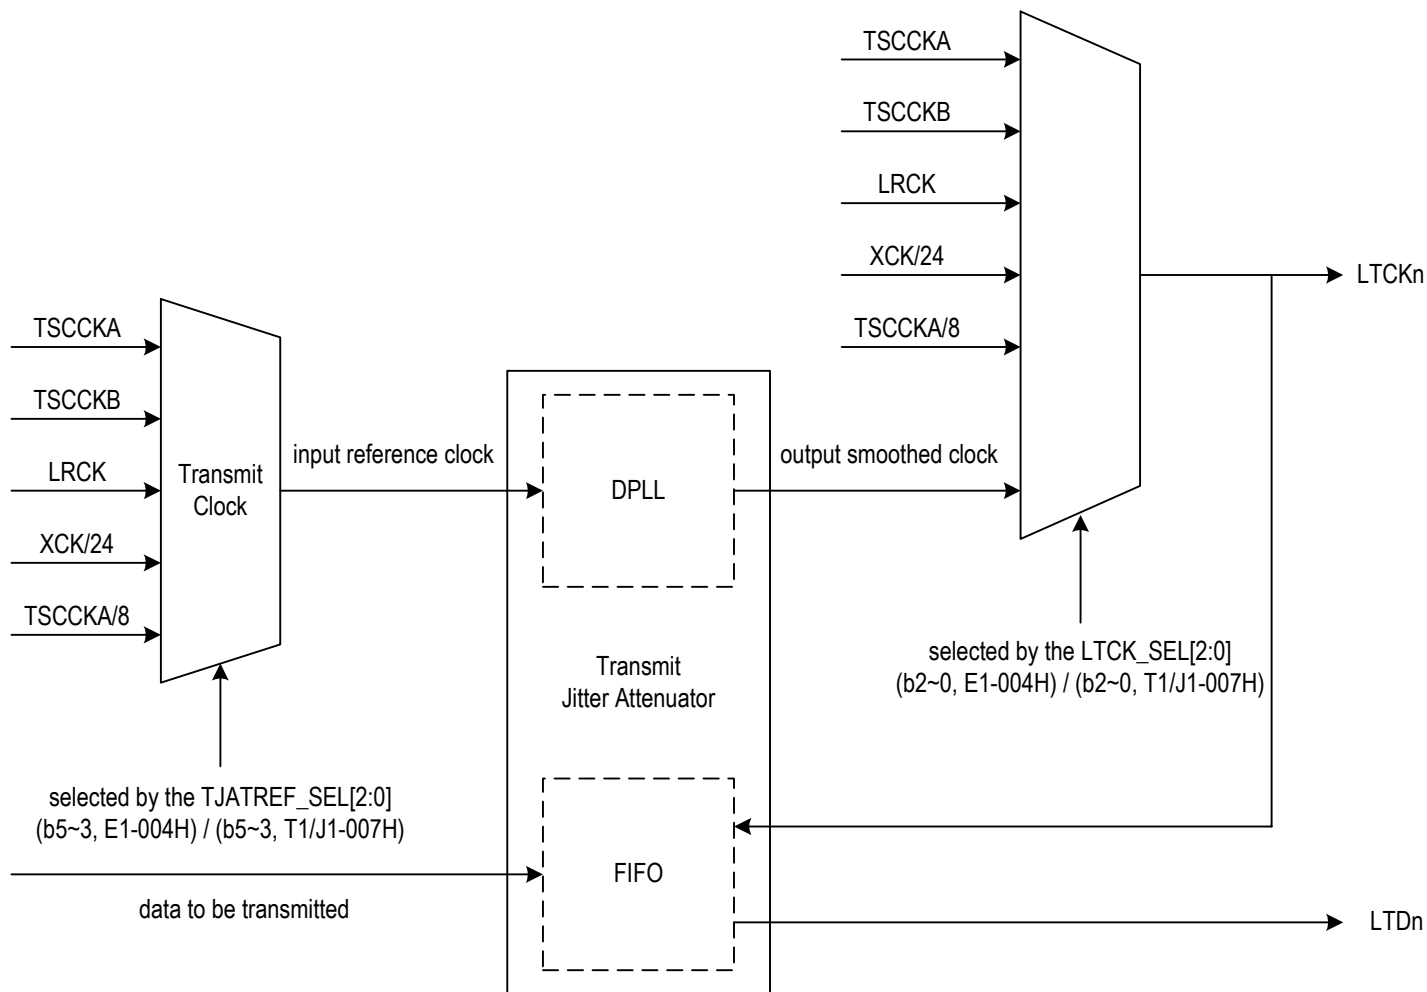 TSCCKA
TSCCKB
LRCK
XCK/24
TSCCKA/8
LTCKn
TSCCKA
TSCCKB
LRCK
XCK/24
TSCCKA/8
Transmit
Clock
input reference clock
DPLL
output smoothed clock
Transmit
Jitter Attenuator
selected by the LTCK_SEL[2:0]
(b2~0, E1-004H) / (b2~0, T1/J1-007H)
selected by the TJATREF_SEL[2:0]
(b5~3, E1-004H) / (b5~3, T1/J1-007H)
FIFO
data to be transmitted
LTDn